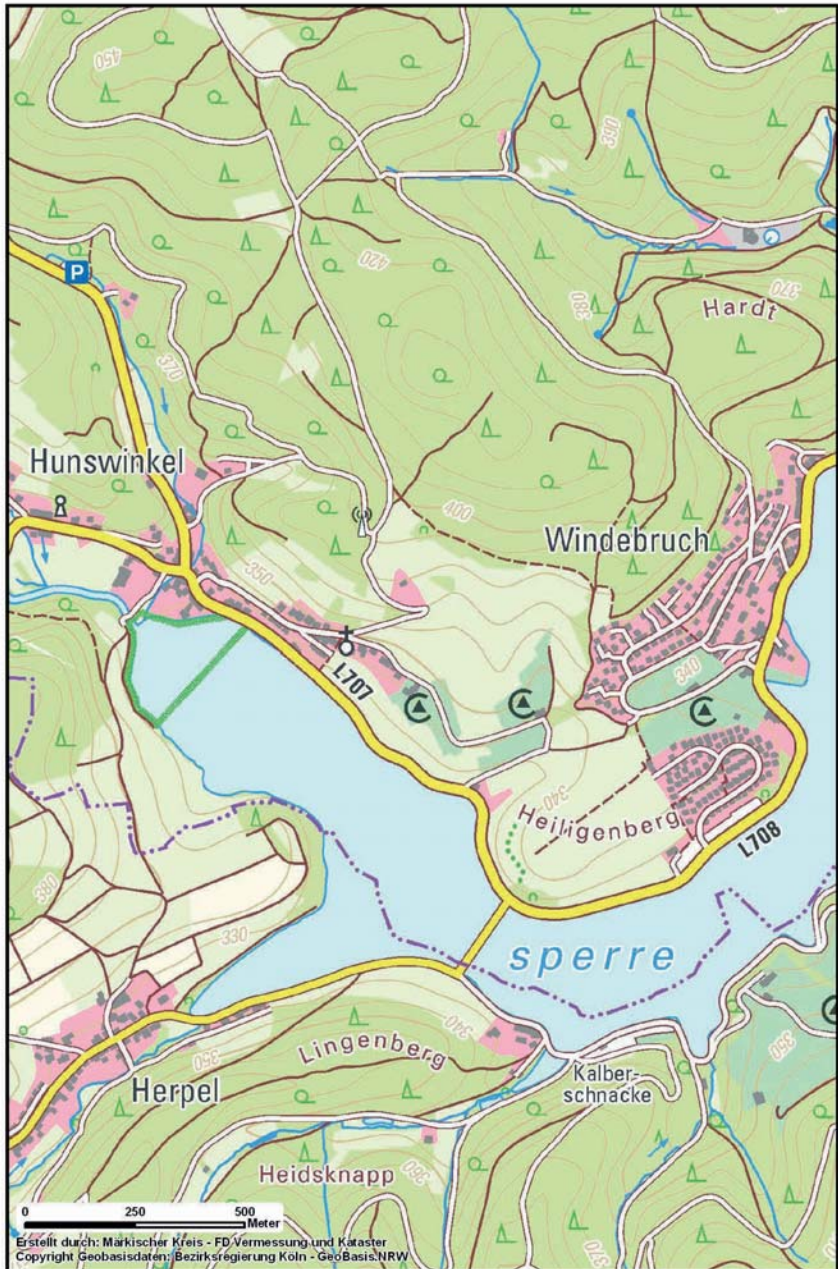 450
390
420
380
370
Hardt
P
370
Hunswinkel
400
Windebruch
350
L707
340
340
Heiligenberg
L708
380
330
sperre
340
Lingenberg
350
350
Kalber-
schnacke
Herpel
Heidsknapp
360
370
0 250 500
Meter
Erstellt durch: Märkischer Kreis - FD Vermessung und Kataster
Copyright Geobasisdaten: Bezirksregierung Köln - GeoBasis.NRW